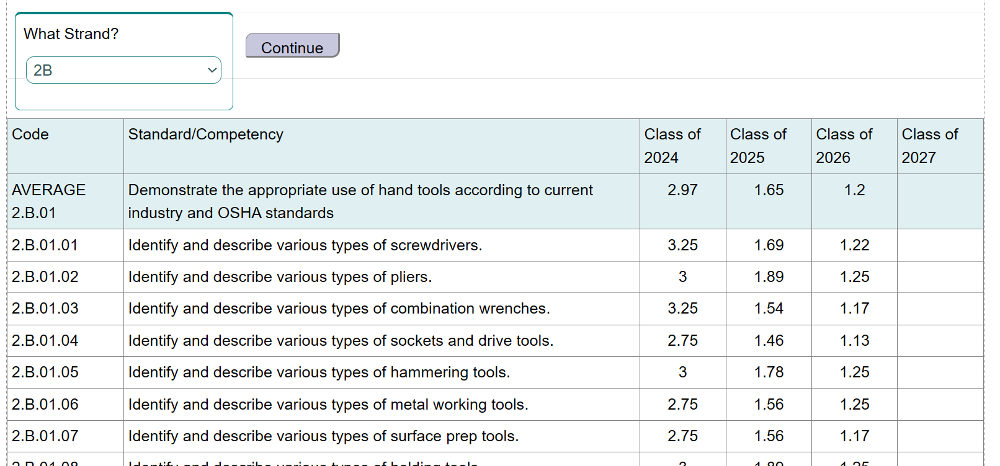 What Strand?
Continue
2B
Code Standard/Competency Class of 2024 Class of 2025 Class of 2026 Class of 2027
AVERAGE 2.B.01 Demonstrate the appropriate use of hand tools according to current industry and OSHA standards 2.97 1.65 1.2
2.B.01.01 Identify and describe various types of screwdrivers. 3.25 1.69 1.22
2.B.01.02 Identify and describe various types of pliers. 3 1.89 1.25
2.B.01.03 Identify and describe various types of combination wrenches. 3.25 1.54 1.17
2.B.01.04 Identify and describe various types of sockets and drive tools. 2.75 1.46 1.13
2.B.01.05 Identify and describe various types of hammering tools. 3 1.78 1.25
2.B.01.06 Identify and describe various types of metal working tools. 2.75 1.56 1.25
2.B.01.07 Identify and describe various types of surface prep tools. 2.75 1.56 1.17
2.B.01.08 Identify and describe various types of holding tools.